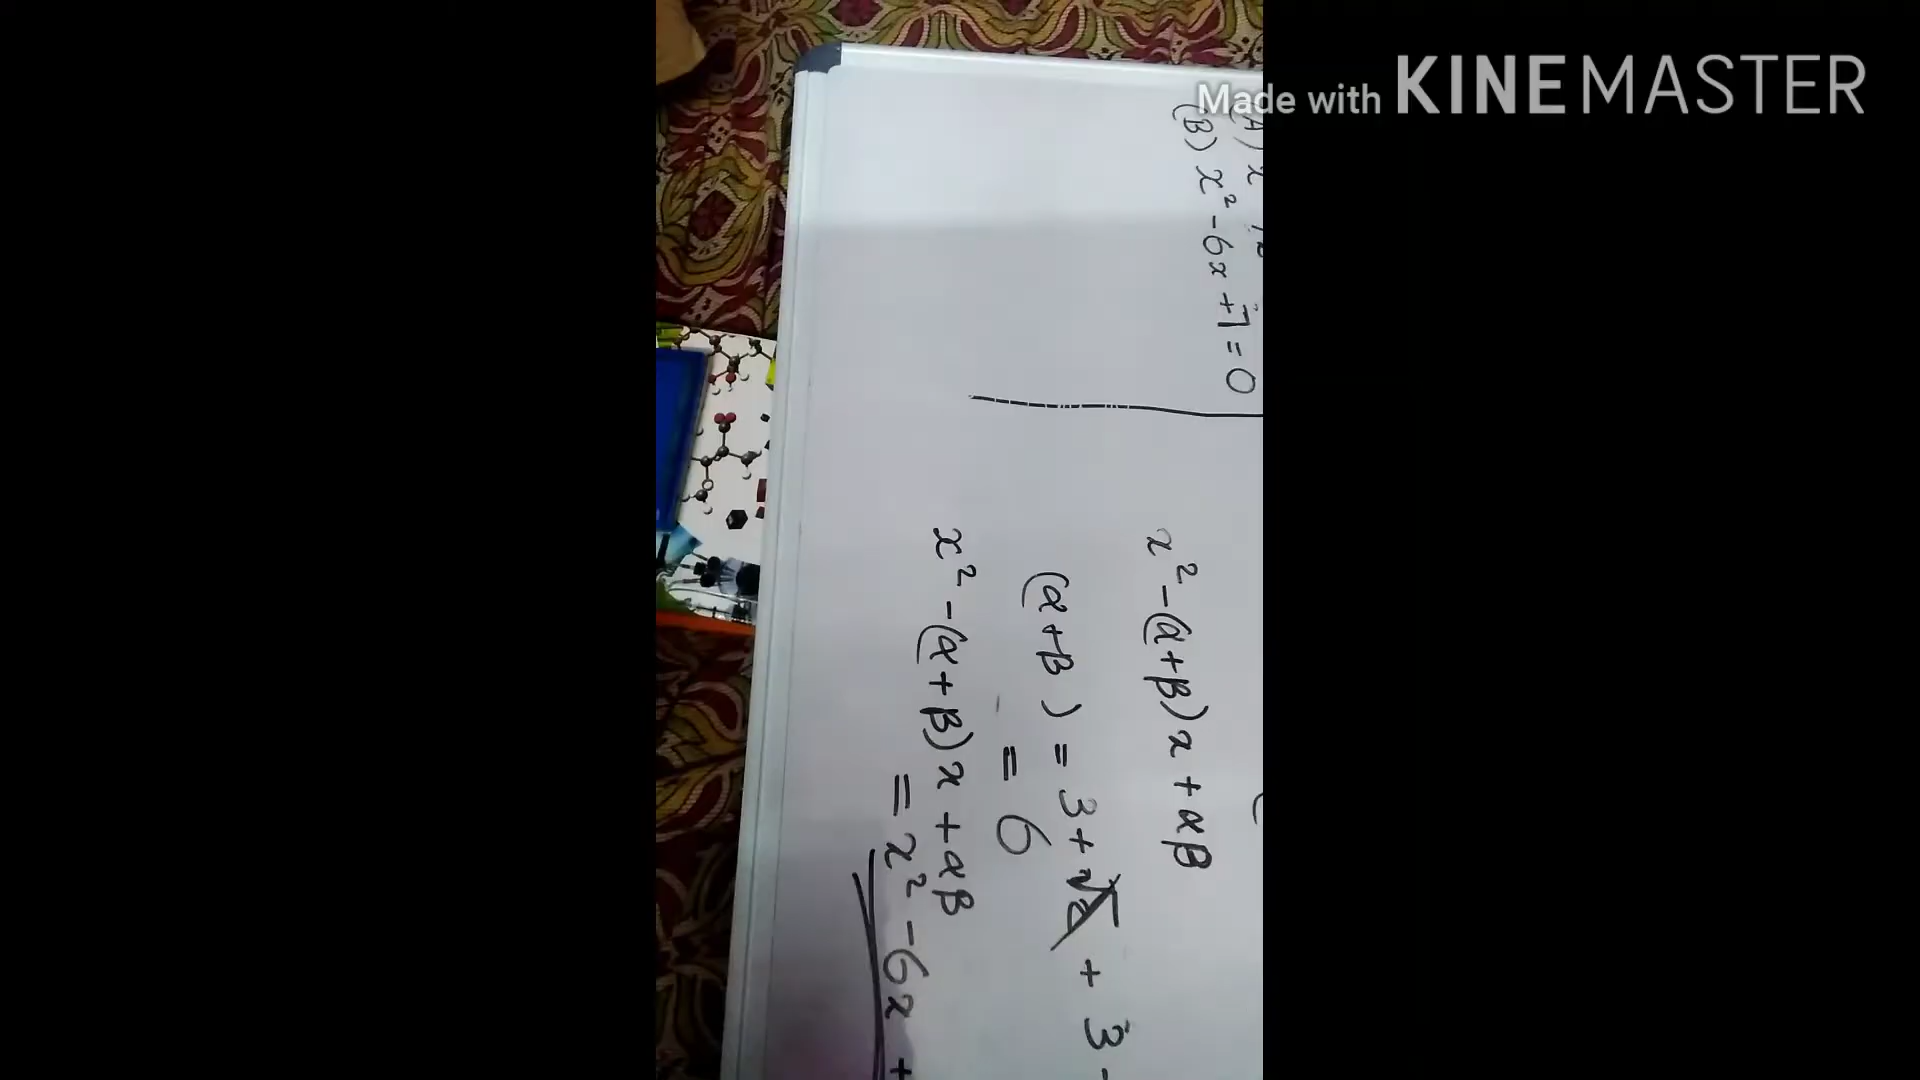 Made with KINEMASTER
(A) x
(B) x² - 6x + 7 = 0
x² - (α + β) x + αβ
(α + β) = 3 + √2 + 3 -
= 6
x² - (α + β) x + αβ
= x² - 6x +